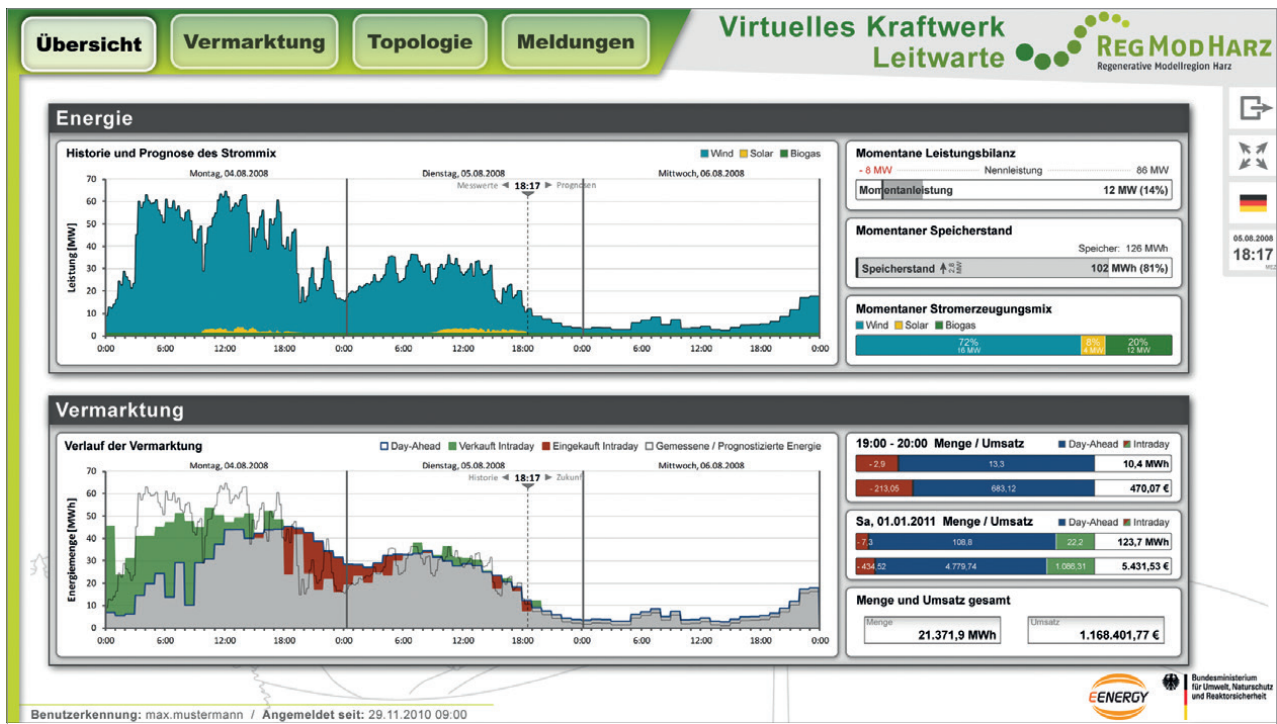 Übersicht
Vermarktung
Topologie
Meldungen
Virtuelles Kraftwerk
Leitwarte
REGMODHARZ
Regenerative Modellregion Harz
Energie
Historie und Prognose des Strommix
Wind Solar Biogas
Montag, 04.08.2008
Dienstag, 05.08.2008
Mittwoch, 06.08.2008
Messwerte 18:17 Prognosen
Leistung [MW]
70
60
50
40
30
20
10
0
0:00 6:00 12:00 18:00 0:00 6:00 12:00 18:00 0:00 6:00 12:00 18:00 0:00
Momentane Leistungsbilanz
- 8 MW Nennleistung 86 MW
Momentanleistung 12 MW (14%)
Momentaner Speicherstand
Speicher: 126 MWh
Speicherstand 2,8 MW 102 MWh (81%)
Momentaner Stromerzeugungsmix
Wind Solar Biogas
72% 8% 20%
16 MW 4 MW 12 MW
05.08.2008
18:17
MEZ
Vermarktung
Verlauf der Vermarktung
Day-Ahead Verkauft Intraday Eingekauft Intraday Gemessene / Prognostizierte Energie
Montag, 04.08.2008
Dienstag, 05.08.2008
Mittwoch, 06.08.2008
Historie 18:17 Zukunf
Energiemenge [MWh]
70
60
50
40
30
20
10
0
0:00 6:00 12:00 18:00 0:00 6:00 12:00 18:00 0:00 6:00 12:00 18:00 0:00
19:00 - 20:00 Menge / Umsatz Day-Ahead Intraday
- 2,9 13,3 10,4 MWh
- 213,05 683,12 470,07 €
Sa, 01.01.2011 Menge / Umsatz Day-Ahead Intraday
- 7,3 108,8 22,2 123,7 MWh
- 434,52 4.779,74 1.086,31 5.431,53 €
Menge und Umsatz gesamt
Menge
21.371,9 MWh
Umsatz
1.168.401,77 €
EENERGY
Bundesministerium
für Umwelt, Naturschutz
und Reaktorsicherheit
Benutzerkennung: max.mustermann / Angemeldet seit: 29.11.2010 09:00